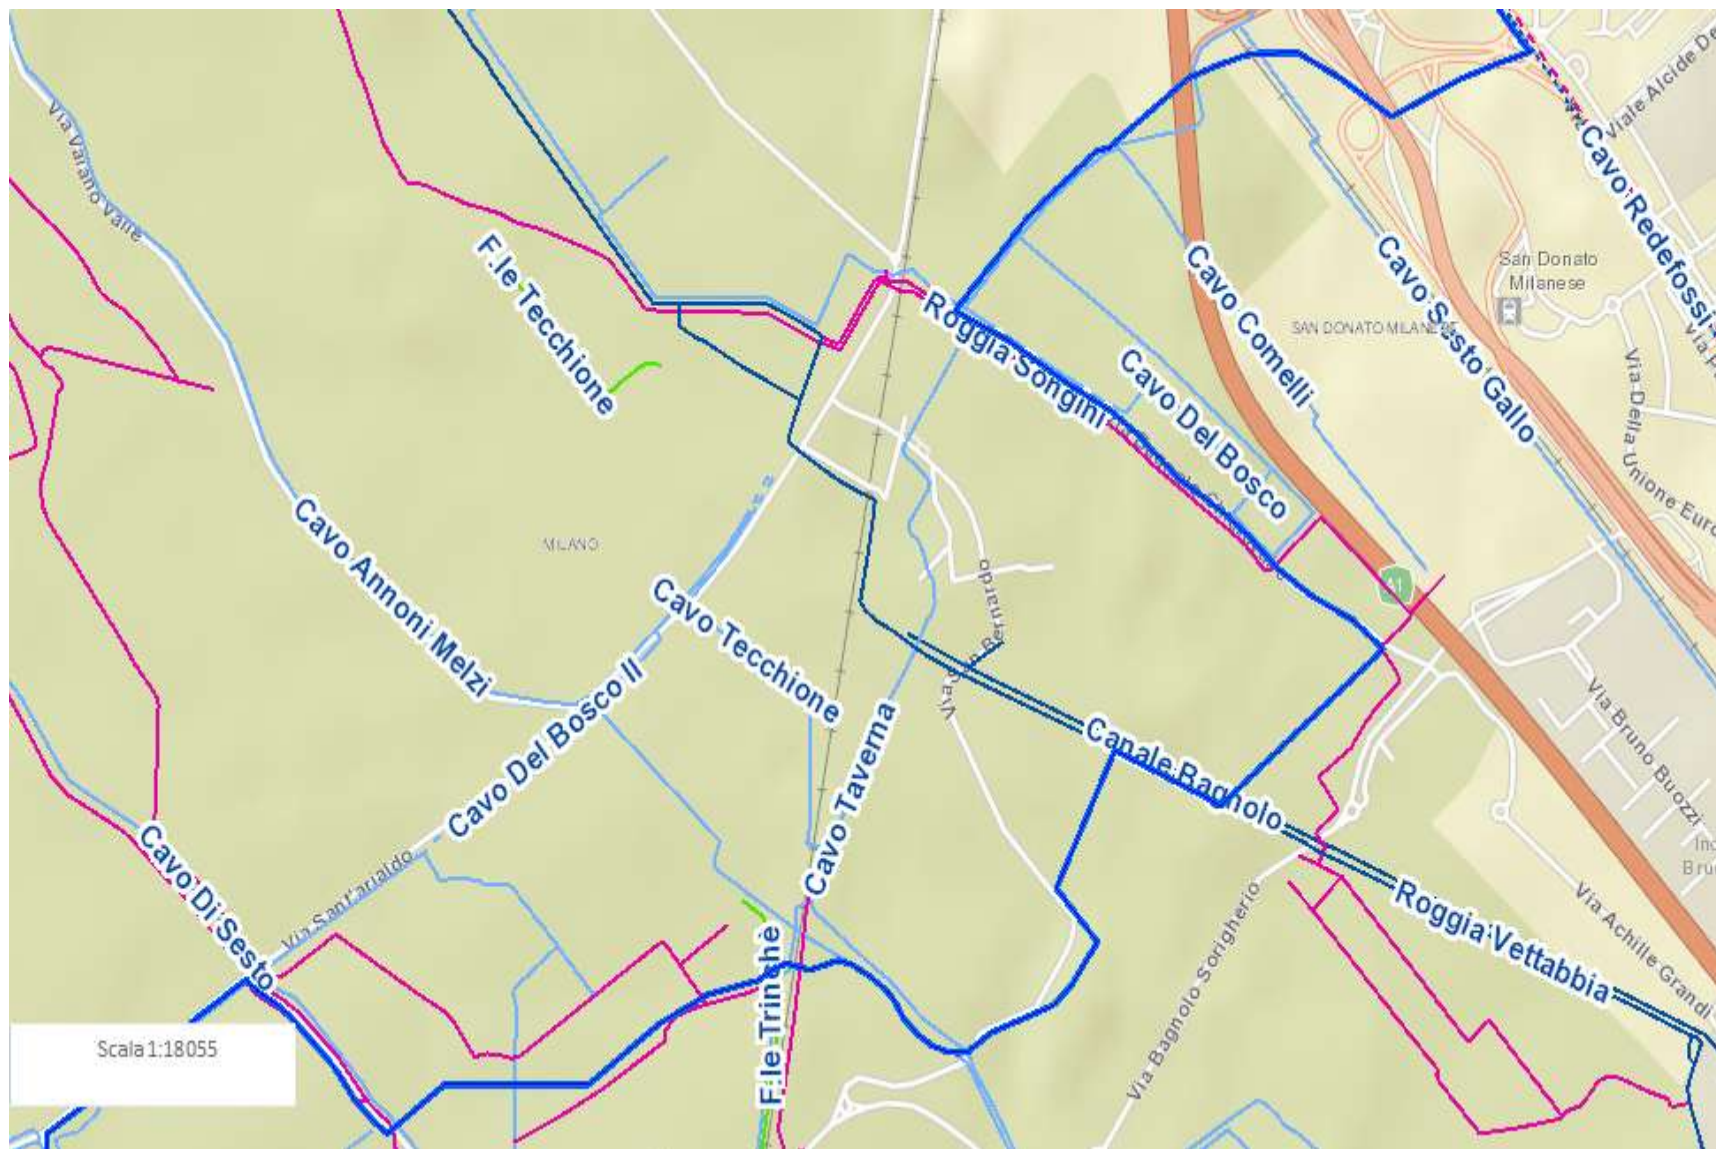 Via Vaiano Valle
Viale Alcide De
Cavo Redefossi
F.le Tecchione
San Donato
Milanese
SAN DONATO MILANESE
Cavo Comelli
Cavo Sesto Gallo
Roggia Songini
Cavo Del Bosco
Via Della Unione Euro
Cavo Annoni Melzi
MILANO
A1
Cavo Tecchione
Via San Bernardo
Cavo Del Bosco II
Cavo Taverna
Canale Bagnolo
Via Bruno Buozzi
Cavo Di Sesto
Via Sant'arialdo
F.le Trinchè
Roggia Vettabbia
Via Achille Grandi
Via Bagnolo Sorigherio
Scala 1:18055